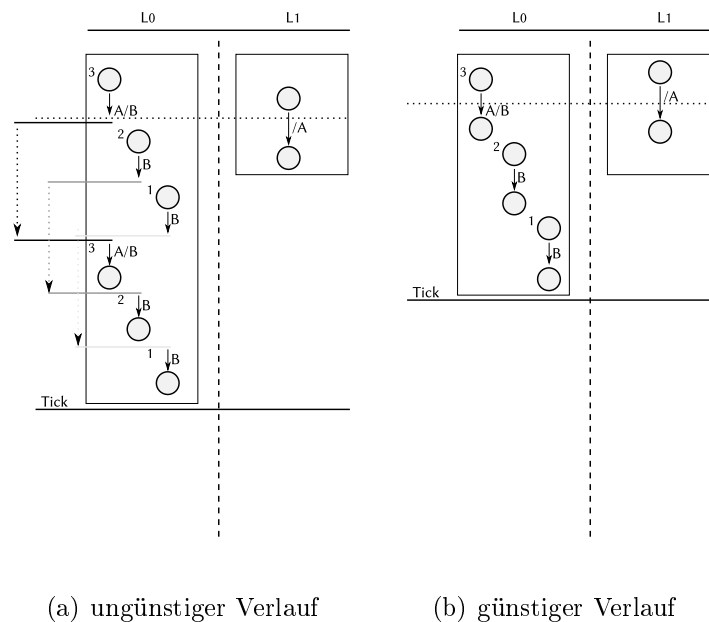 L0 L1 L0 L1
3 3
A/B /A A/B /A
2 2
B B
1 1
B B
3
A/B
2 Tick
B
1
B
Tick
(a) ungünstiger Verlauf (b) günstiger Verlauf